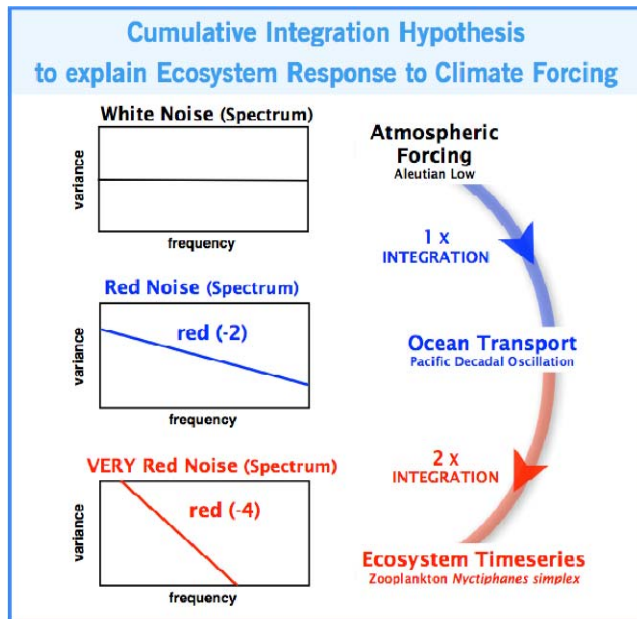 Cumulative Integration Hypothesis
to explain Ecosystem Response to Climate Forcing
White Noise (Spectrum)
variance
frequency
Red Noise (Spectrum)
red (-2)
variance
frequency
VERY Red Noise (Spectrum)
red (-4)
variance
frequency
Atmospheric
Forcing
Aleutian Low
1 x
INTEGRATION
Ocean Transport
Pacific Decadal Oscillation
2 x
INTEGRATION
Ecosystem Timeseries
Zooplankton Nyctiphanes simplex